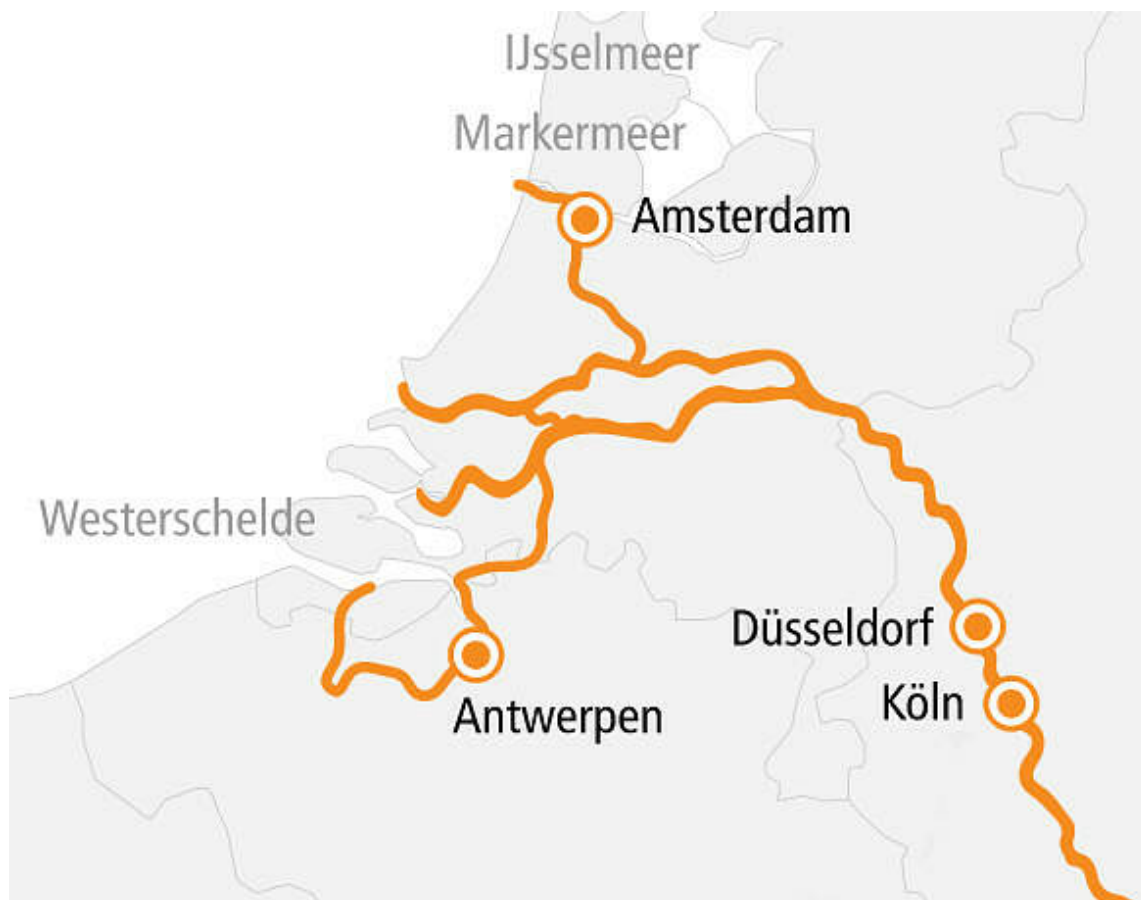 IJsselmeer
Markermeer
Amsterdam
Westerschelde
Düsseldorf
Köln
Antwerpen